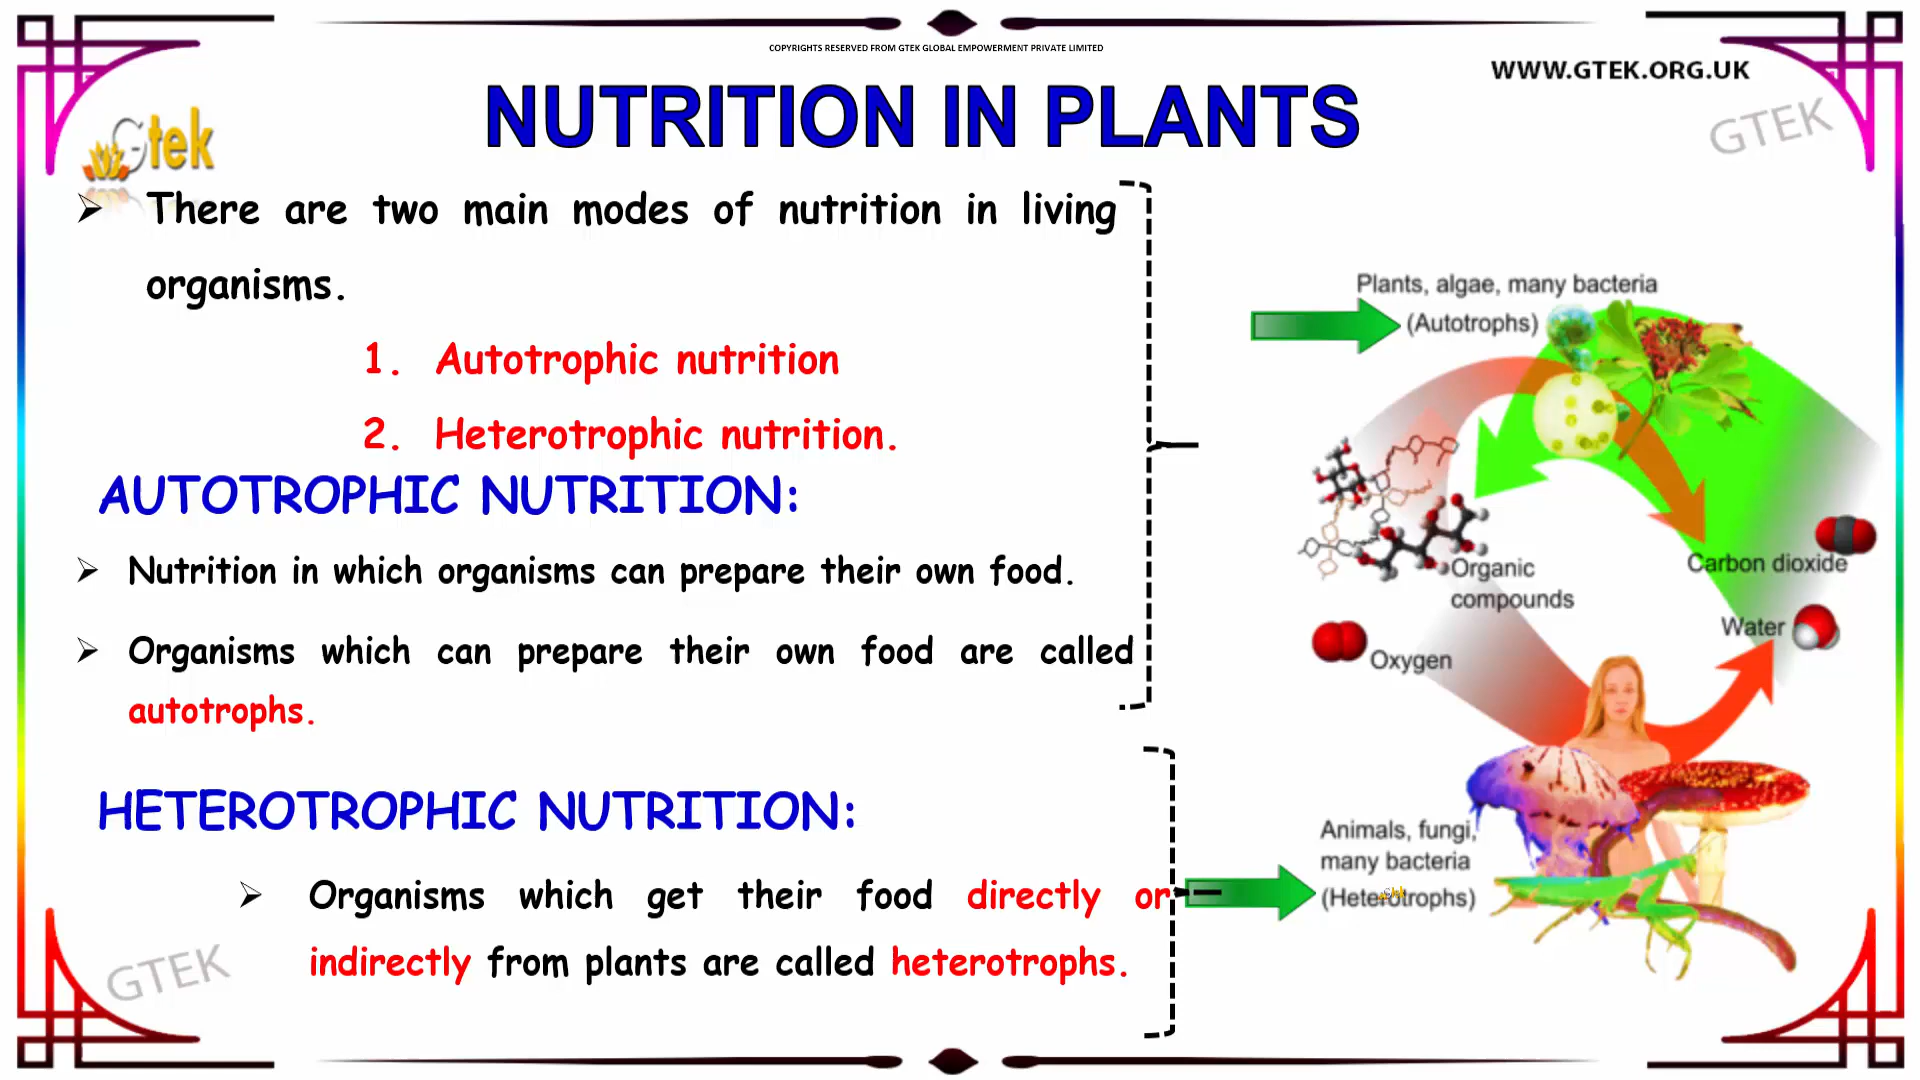 COPYRIGHTS RESERVED FROM GTEK GLOBAL EMPOWERMENT PRIVATE LIMITED
WWW.GTEK.ORG.UK
GTEK
Gtek
NUTRITION IN PLANTS
➢ There are two main modes of nutrition in living
organisms.
1. Autotrophic nutrition
2. Heterotrophic nutrition.
AUTOTROPHIC NUTRITION:
➢ Nutrition in which organisms can prepare their own food.
➢ Organisms which can prepare their own food are called
autotrophs.
HETEROTROPHIC NUTRITION:
➢ Organisms which get their food directly or
indirectly from plants are called heterotrophs.
Plants, algae, many bacteria
(Autotrophs)
Carbon dioxide
Organic
compounds
Water
Oxygen
Animals, fungi,
many bacteria
(Heterotrophs)
GTEK